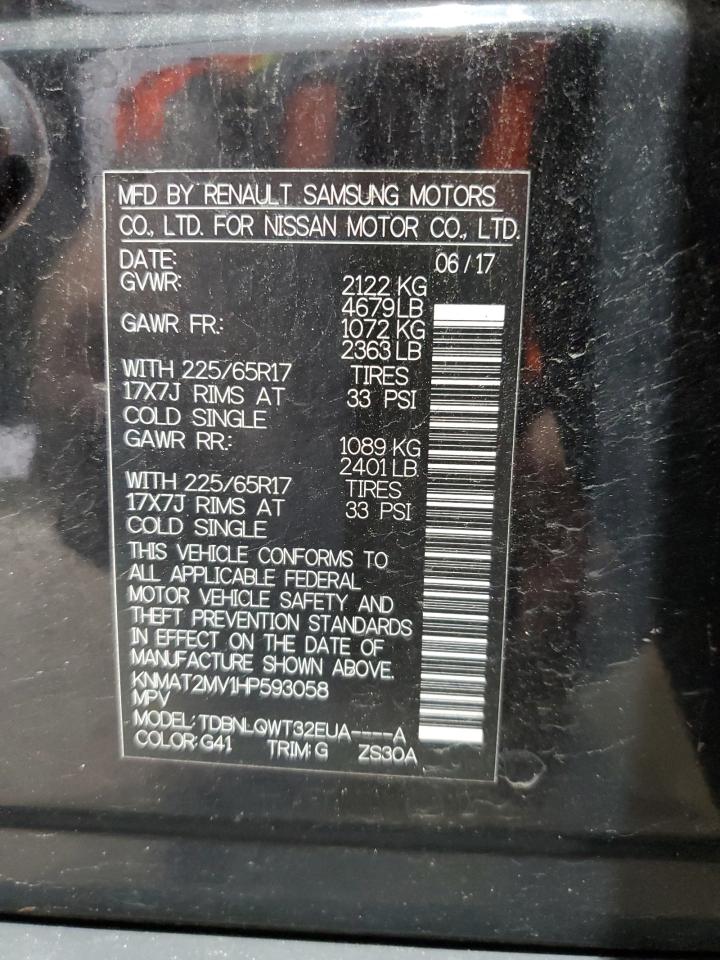 MFD BY RENAULT SAMSUNG MOTORS
CO., LTD. FOR NISSAN MOTOR CO., LTD.
DATE: 06/17
GVWR: 2122 KG
4679LB
GAWR FR: 1072 KG
2363LB
WITH 225/65R17 TIRES
17X7J RIMS AT 33 PSI
COLD SINGLE
GAWR RR: 1089 KG
2401LB
WITH 225/65R17 TIRES
17X7J RIMS AT 33 PSI
COLD SINGLE
THIS VEHICLE CONFORMS TO
ALL APPLICABLE FEDERAL
MOTOR VEHICLE SAFETY AND
THEFT PREVENTION STANDARDS
IN EFFECT ON THE DATE OF
MANUFACTURE SHOWN ABOVE.
KNMAT2MV1HP593058
MPV
MODEL: TDBNLQWT32EUA----A
COLOR: G41 TRIM: G ZS30A